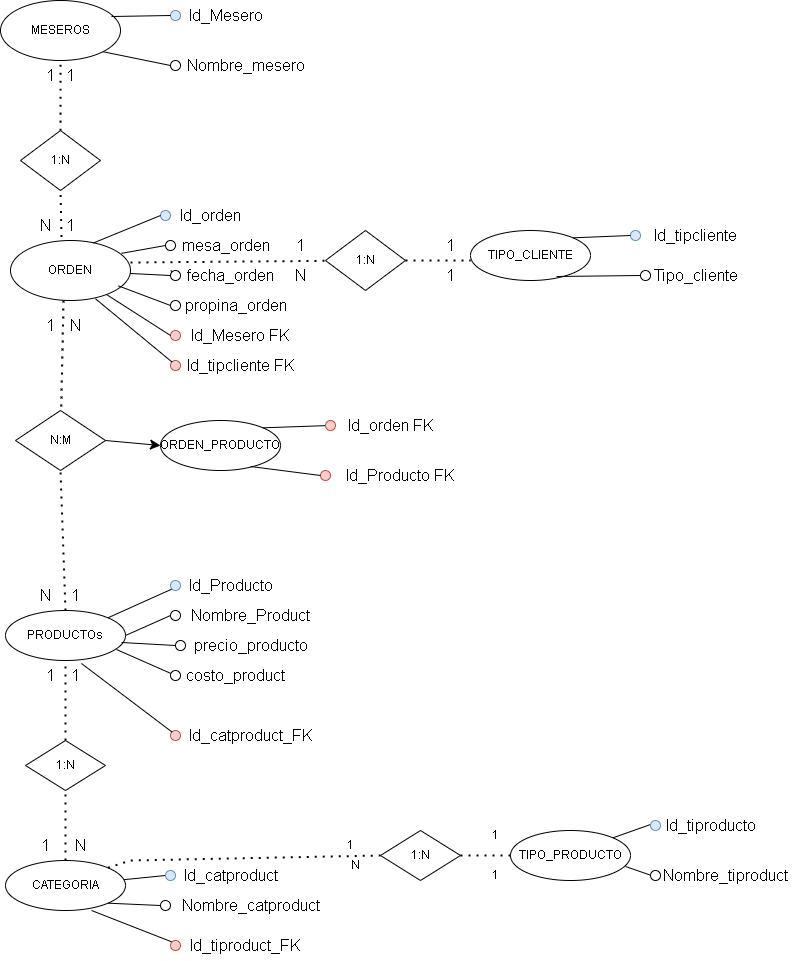 MESEROS
Id_Mesero
Nombre_mesero
1 1
1:N
N 1
ORDEN
Id_orden
mesa_orden
fecha_orden
propina_orden
Id_Mesero FK
Id_tipcliente FK
1
N
1:N
1
1
TIPO_CLIENTE
Id_tipcliente
Tipo_cliente
1 N
N:M
ORDEN_PRODUCTO
Id_orden FK
Id_Producto FK
N 1
PRODUCTOs
Id_Producto
Nombre_Product
precio_producto
costo_product
Id_catproduct_FK
1 1
1:N
1 N
CATEGORIA
Id_catproduct
Nombre_catproduct
Id_tiproduct_FK
1
N
1:N
1
1
TIPO_PRODUCTO
Id_tiproducto
Nombre_tiproduct